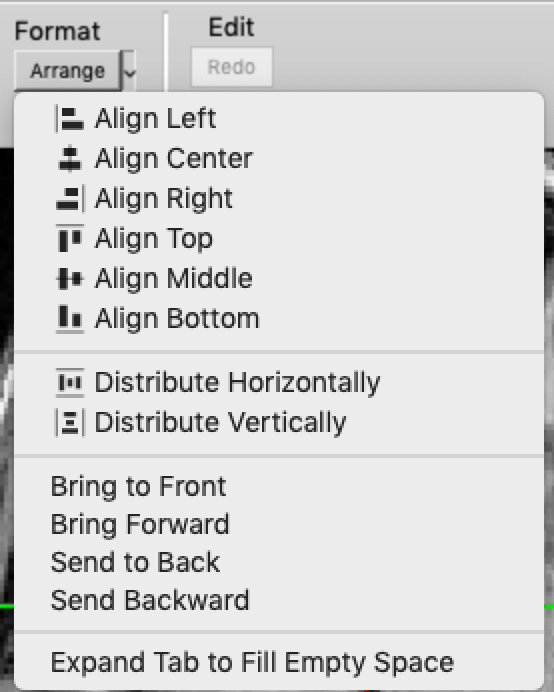 Format
Edit
Arrange
Redo
Align Left
Align Center
Align Right
Align Top
Align Middle
Align Bottom
Distribute Horizontally
Distribute Vertically
Bring to Front
Bring Forward
Send to Back
Send Backward
Expand Tab to Fill Empty Space